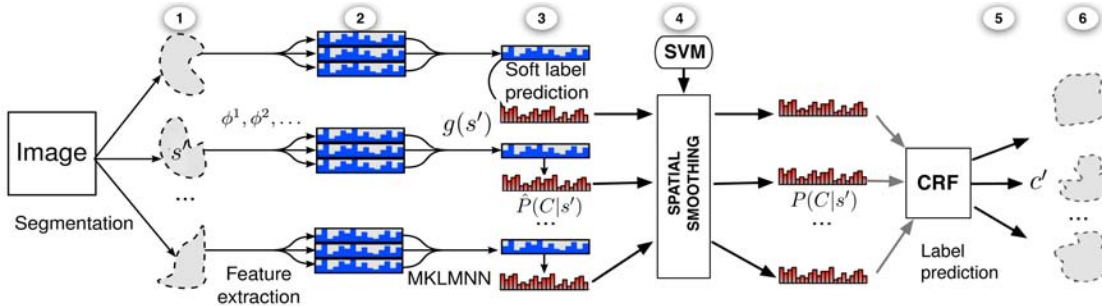 1
2
3
4
5
6
Image
Segmentation
s'
...
ϕ¹, ϕ², ...
Feature
extraction
g(s')
MKLMNN
Soft label
prediction
P̂(C|s')
...
SVM
SPATIAL
SMOOTHING
P(C|s')
...
CRF
Label
prediction
c'
...